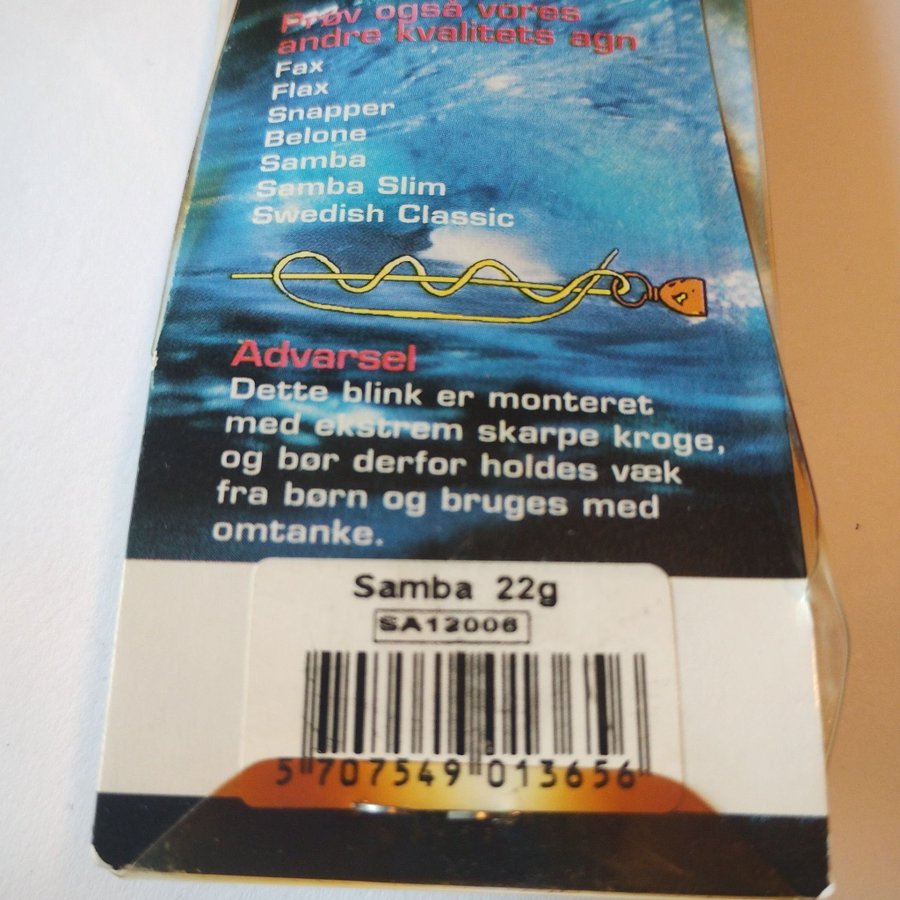 Prøv også vores
andre kvalitets agn
Fax
Flax
Snapper
Belone
Samba
Samba Slim
Swedish Classic
Advarsel
Dette blink er monteret
med ekstrem skarpe kroge,
og bør derfor holdes væk
fra børn og bruges med
omtanke.
Samba 22g
SA12006
5 707549 013656